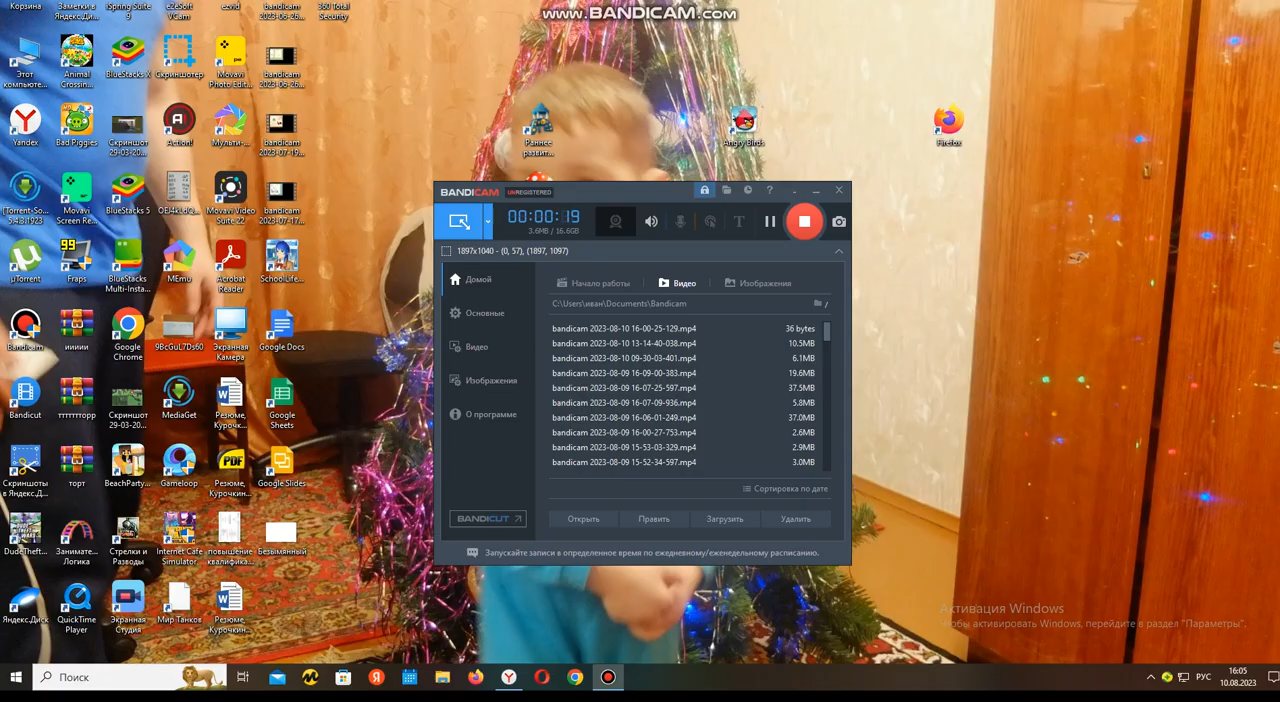 www.BANDICAM.com
Корзина
Заметки в Яндекс.Ди...
iSpring Suite 9
eZeSoft VCam
ezvid
bandicam 2023-06-26...
360 Total Security
Этот компьюте...
Animal Crossin...
BlueStacks X
Скриншотер
Movavi Photo Edit...
bandicam 2023-06-26...
Yandex
Bad Piggies
Скриншот 29-03-20...
Action!
Мульти-...
bandicam 2023-07-19...
Раннее развит...
Angry Birds
Firefox
Movavi Screen Re...
BlueStacks 5
Movavi Video Suite 22
bandicam 2023-07-17...
µTorrent
Fraps
BlueStacks Multi-Insta...
MEmu
Acrobat Reader
School Life...
Bandicam
иииии
Google Chrome
9BcGuL7Ds60
Экранная Камера
Google Docs
Bandicut
ттттттторр
Скриншот 29-03-20...
MediaGet
Резюме, Курочк...
Google Sheets
Скриншоты в Яндекс.Д...
торт
BeachParty...
Gameloop
Резюме, Курочкин...
Google Slides
DudeTheft...
Занимате... Логика
Стрелки и Разводы
Internet Cafe Simulator
повышение квалифика...
Безымянный
Яндекс.Диск
QuickTime Player
Экранная Студия
Мир Танков
Резюме, Курочкин...
BANDICAM UNREGISTERED
00:00:19
3.6MB / 16.6GB
1897x1040 - (0, 57), (1897, 1097)
Домой
Основные
Видео
Изображения
О программе
BANDICUT
Начало работы Видео Изображения
C:\Users\иван\Documents\Bandicam
bandicam 2023-08-10 16-00-25-129.mp4 36 bytes
bandicam 2023-08-10 13-14-40-038.mp4 10.5MB
bandicam 2023-08-10 09-30-03-401.mp4 6.1MB
bandicam 2023-08-09 16-09-00-383.mp4 19.6MB
bandicam 2023-08-09 16-07-25-597.mp4 37.5MB
bandicam 2023-08-09 16-07-09-936.mp4 5.8MB
bandicam 2023-08-09 16-06-01-249.mp4 37.0MB
bandicam 2023-08-09 16-00-27-753.mp4 2.6MB
bandicam 2023-08-09 15-53-03-329.mp4 2.9MB
bandicam 2023-08-09 15-52-34-597.mp4 3.0MB
Сортировка по дате
Открыть Править Загрузить Удалить
Запускайте записи в определенное время по ежедневному/еженедельному расписанию.
Активация Windows
Чтобы активировать Windows, перейдите в раздел "Параметры".
Поиск
РУС
16:05
10.08.2023